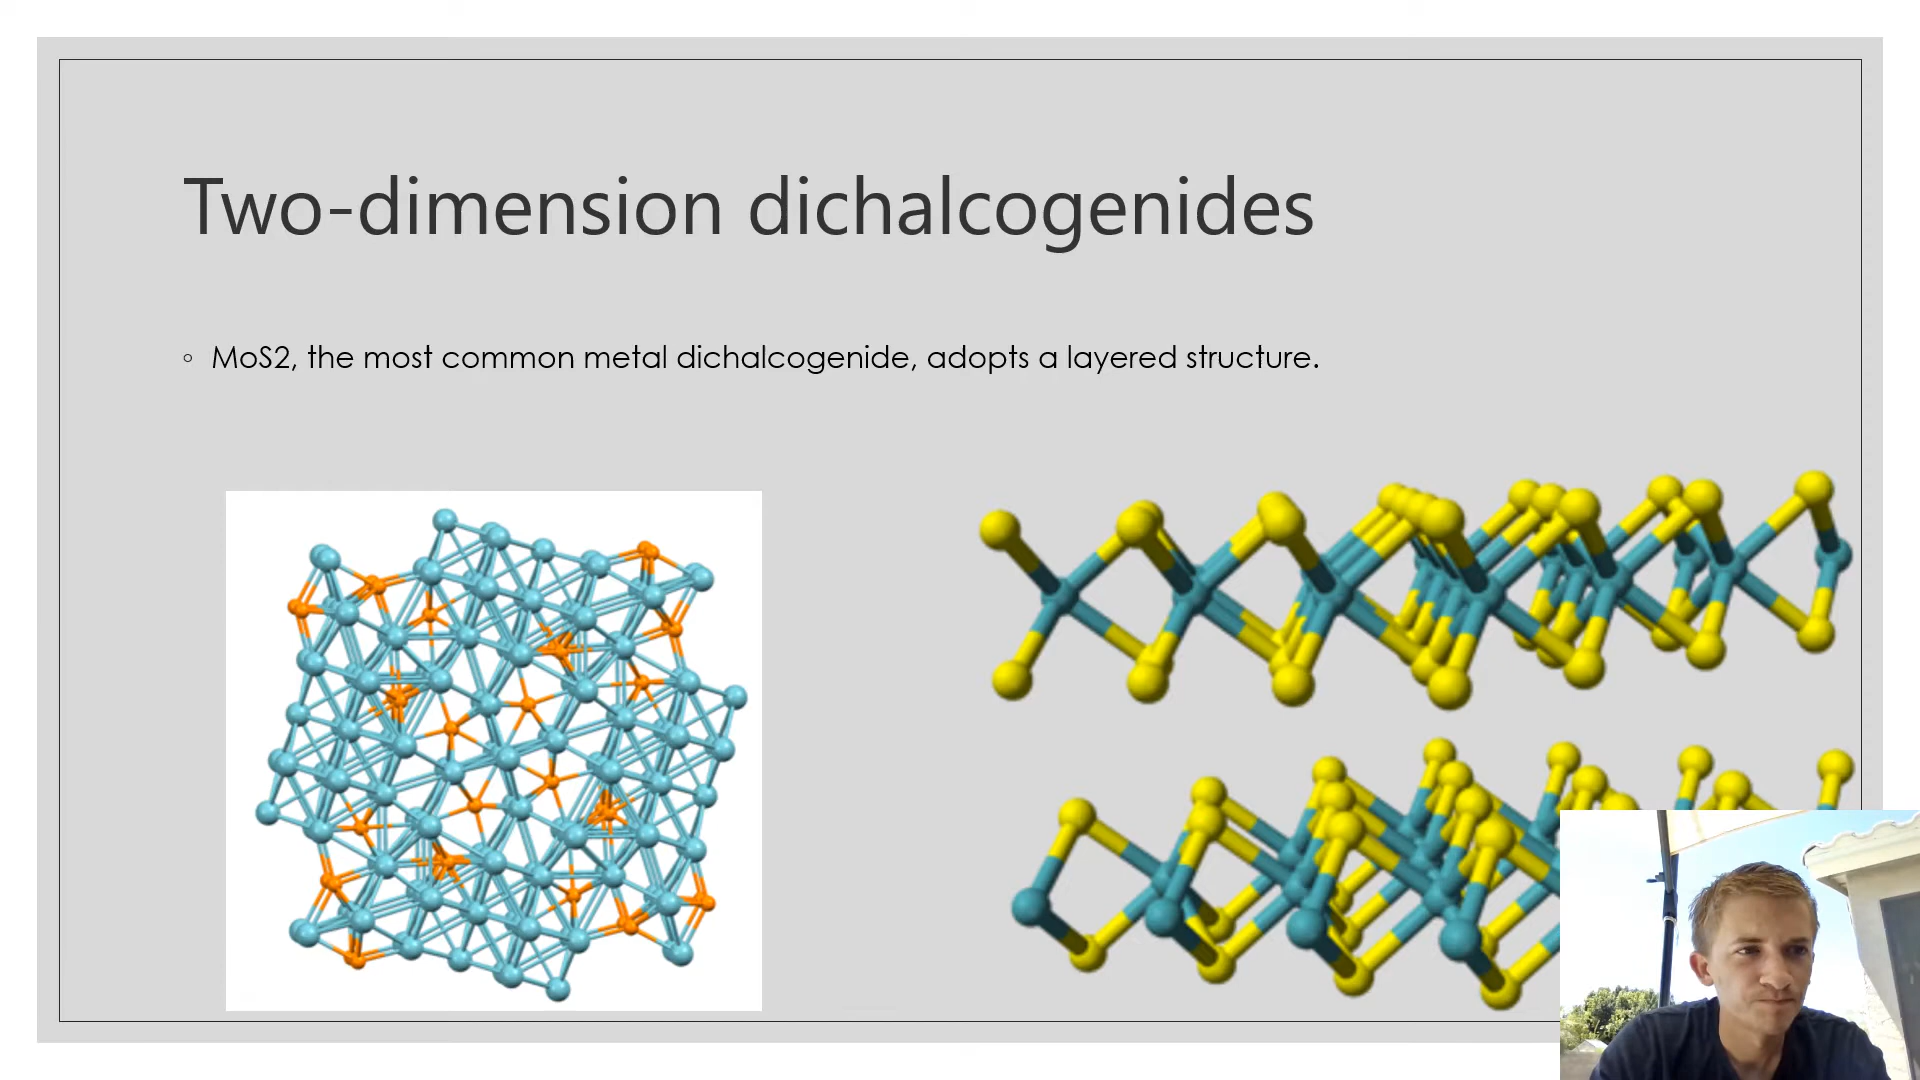 Two-dimension dichalcogenides
◦ MoS2, the most common metal dichalcogenide, adopts a layered structure.